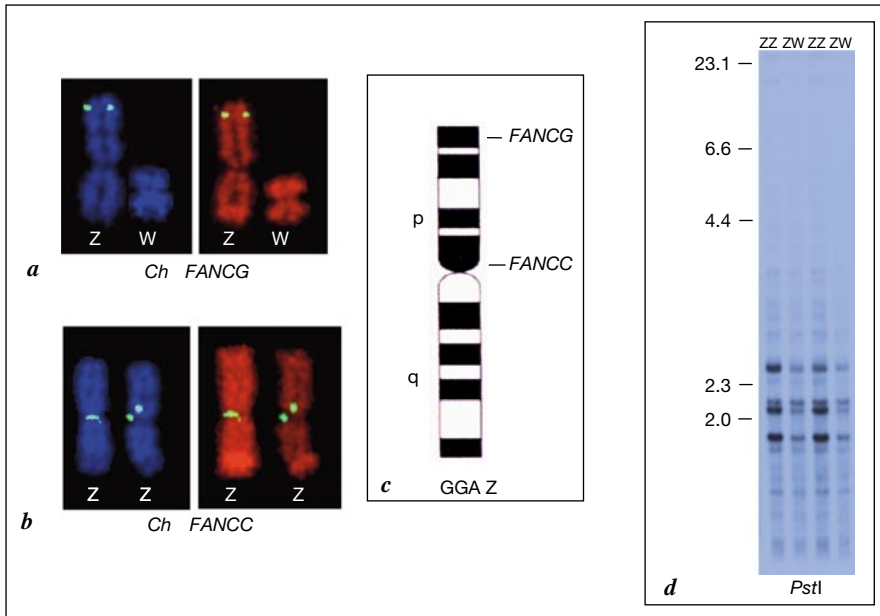 Z W
Z W
a Ch FANCG
Z Z
Z Z
b Ch FANCC
FANCG
p
FANCC
q
c GGA Z
ZZ ZW ZZ ZW
23.1
6.6
4.4
2.3
2.0
d PstI